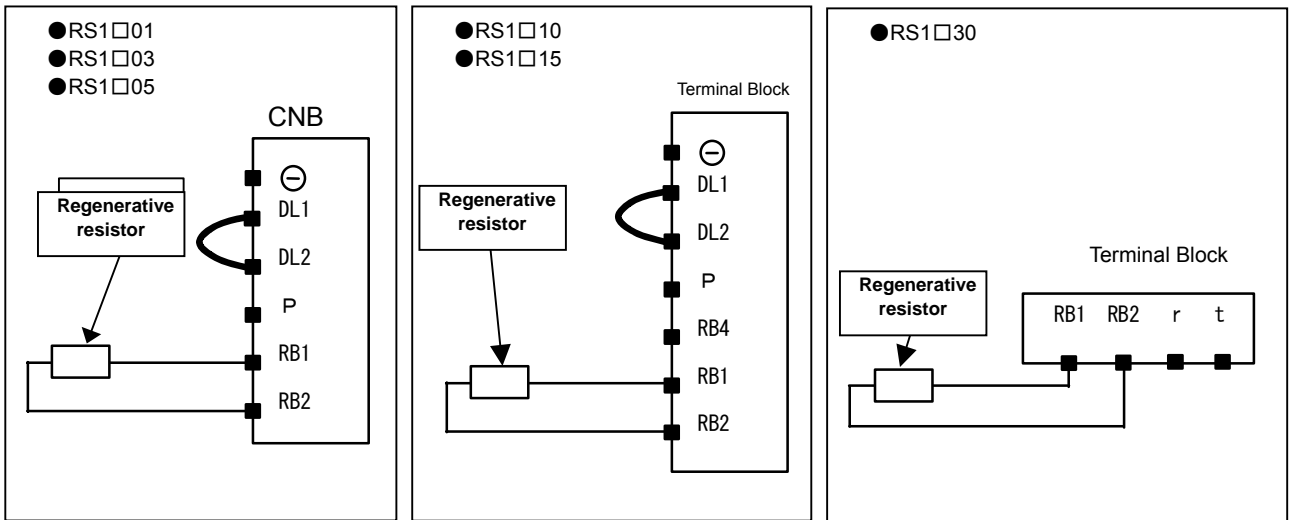 ●RS1□01
●RS1□03
●RS1□05
CNB
⊖
DL1
DL2
P
RB1
RB2
Regenerative
resistor
●RS1□10
●RS1□15
Terminal Block
⊖
DL1
DL2
P
RB4
RB1
RB2
Regenerative
resistor
●RS1□30
Terminal Block
RB1 RB2 r t
Regenerative
resistor